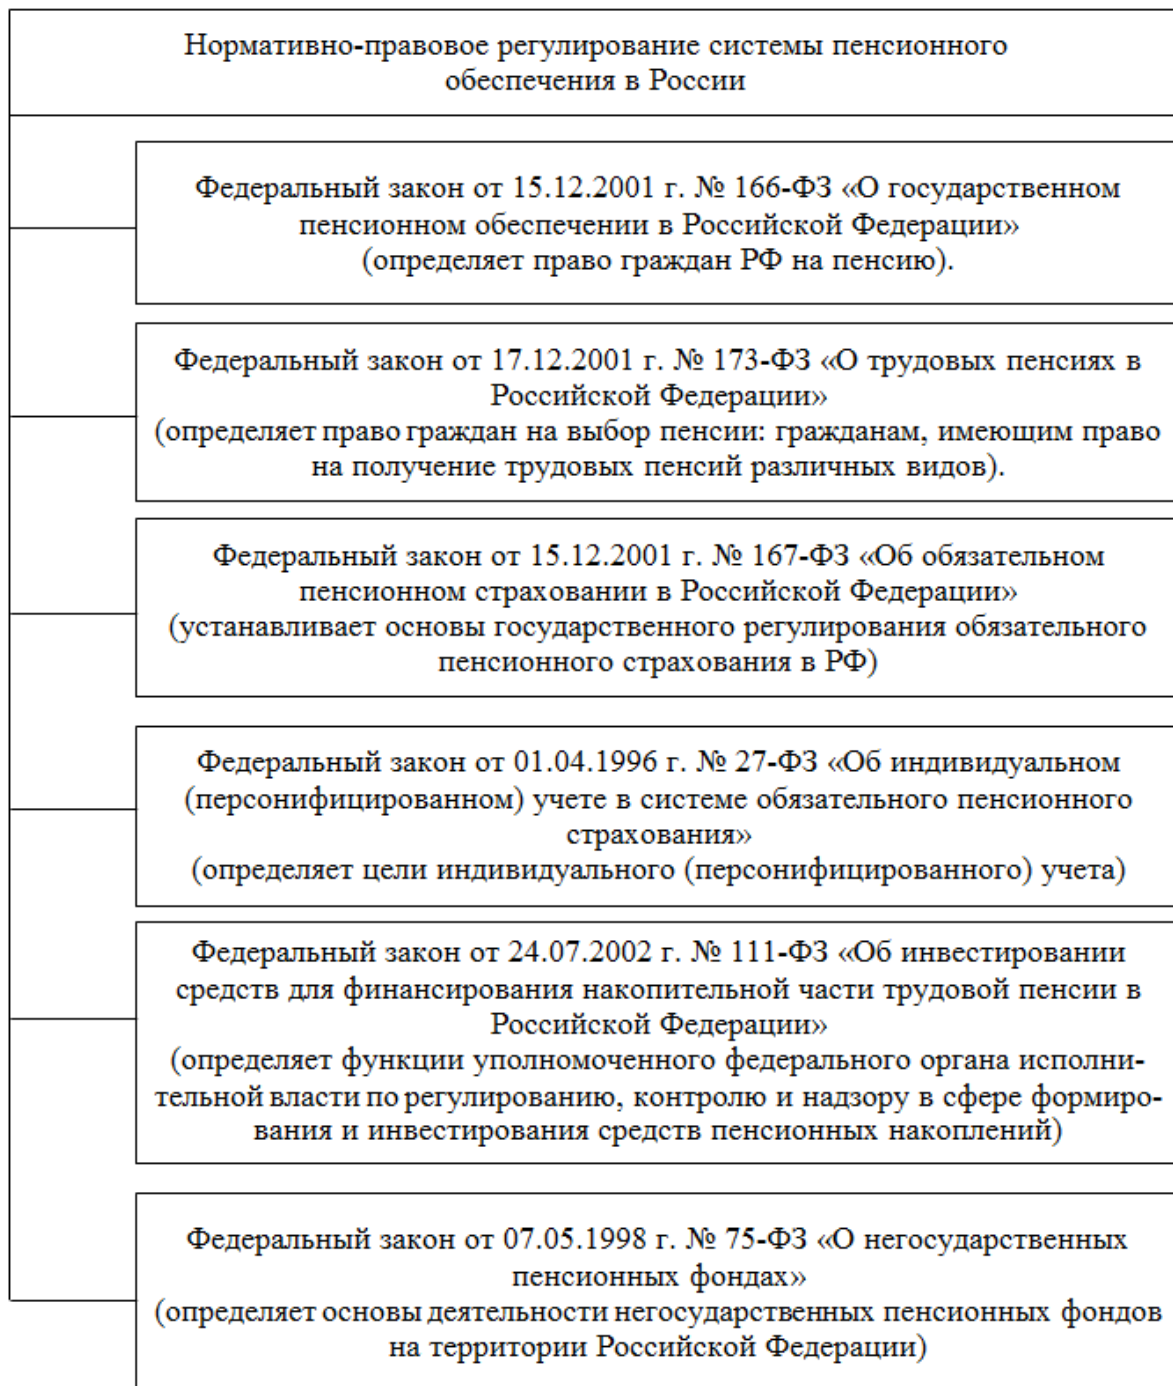 Нормативно-правовое регулирование системы пенсионного
обеспечения в России
Федеральный закон от 15.12.2001 г. № 166-ФЗ «О государственном
пенсионном обеспечении в Российской Федерации»
(определяет право граждан РФ на пенсию).
Федеральный закон от 17.12.2001 г. № 173-ФЗ «О трудовых пенсиях в
Российской Федерации»
(определяет право граждан на выбор пенсии: гражданам, имеющим право
на получение трудовых пенсий различных видов).
Федеральный закон от 15.12.2001 г. № 167-ФЗ «Об обязательном
пенсионном страховании в Российской Федерации»
(устанавливает основы государственного регулирования обязательного
пенсионного страхования в РФ)
Федеральный закон от 01.04.1996 г. № 27-ФЗ «Об индивидуальном
(персонифицированном) учете в системе обязательного пенсионного
страхования»
(определяет цели индивидуального (персонифицированного) учета)
Федеральный закон от 24.07.2002 г. № 111-ФЗ «Об инвестировании
средств для финансирования накопительной части трудовой пенсии в
Российской Федерации»
(определяет функции уполномоченного федерального органа исполни-
тельной власти по регулированию, контролю и надзору в сфере формиро-
вания и инвестирования средств пенсионных накоплений)
Федеральный закон от 07.05.1998 г. № 75-ФЗ «О негосударственных
пенсионных фондах»
(определяет основы деятельности негосударственных пенсионных фондов
на территории Российской Федерации)